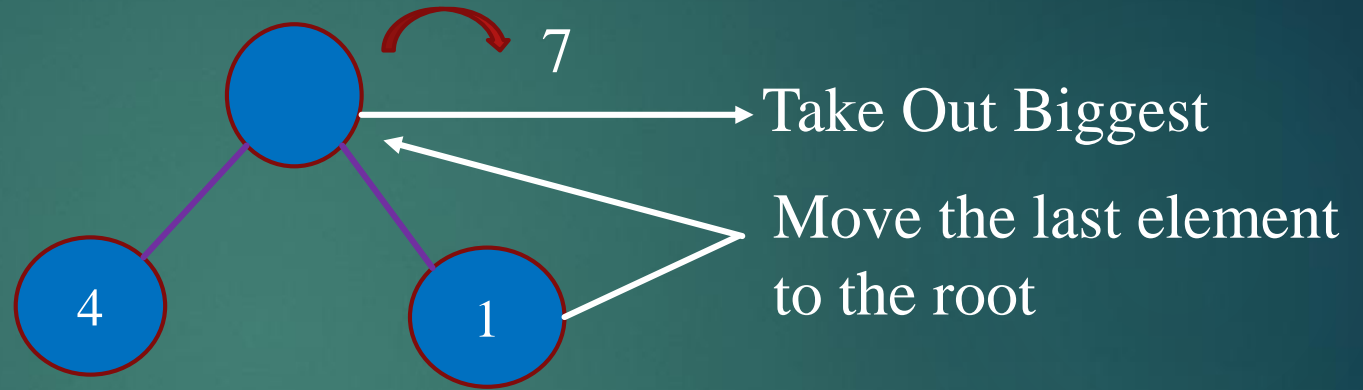 7
Take Out Biggest
Move the last element
to the root
4
1